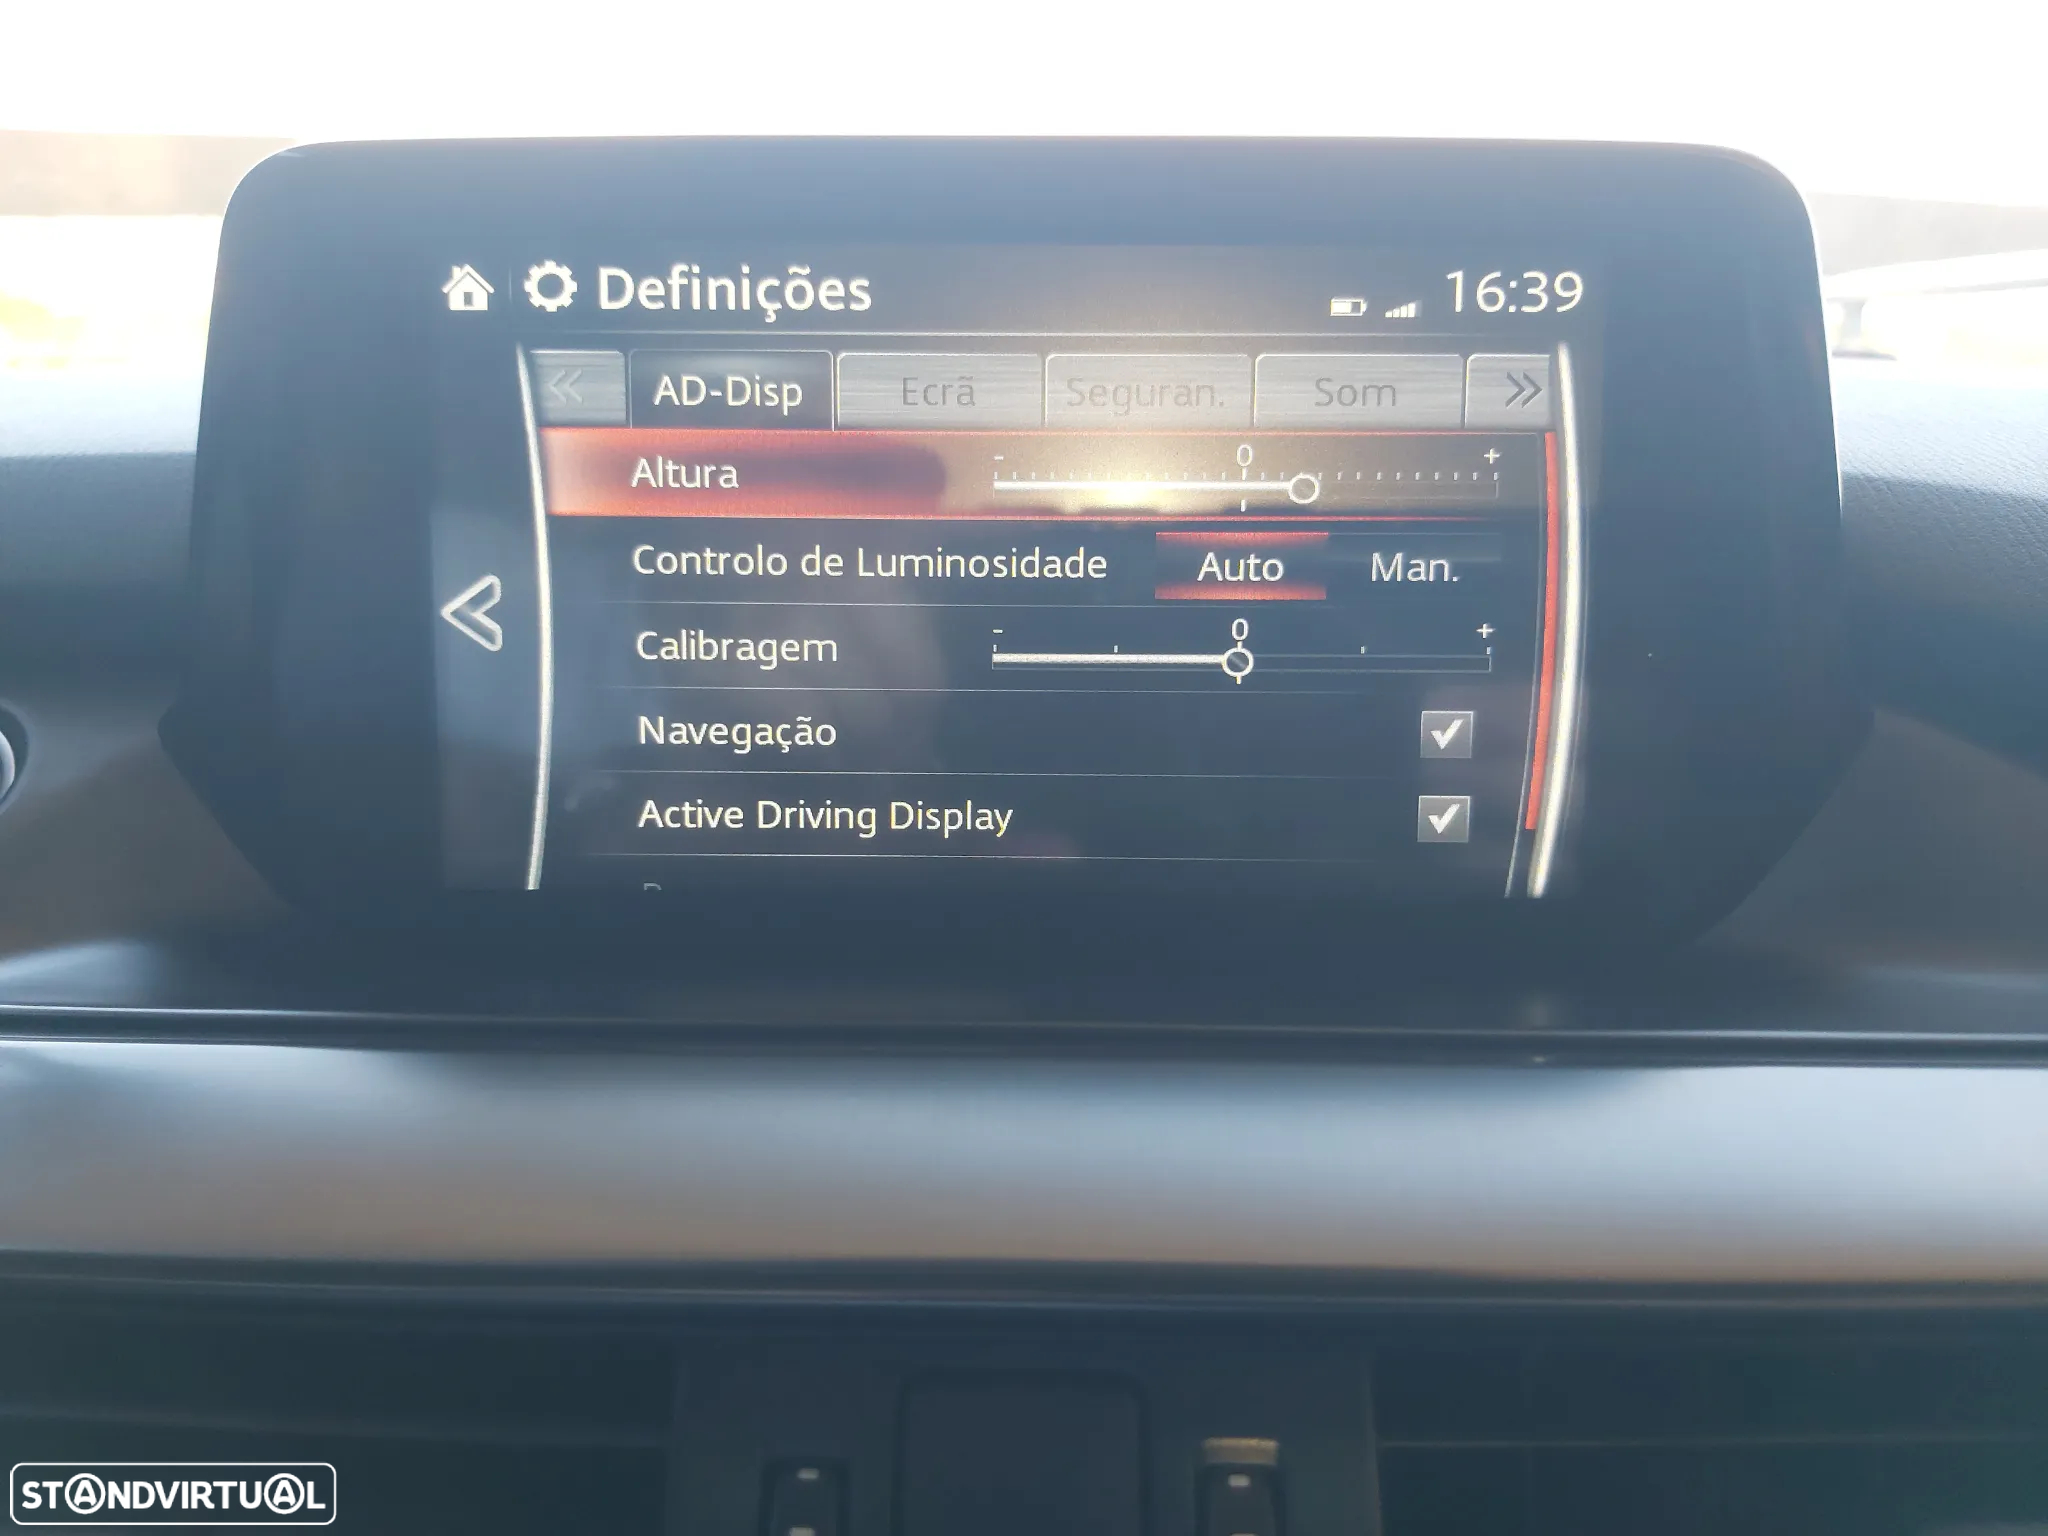 Definições 16:39
AD-Disp Ecrã Seguran. Som
Altura - 0 +
Controlo de Luminosidade Auto Man.
Calibragem - 0 +
Navegação
Active Driving Display
STANDVIRTUAL